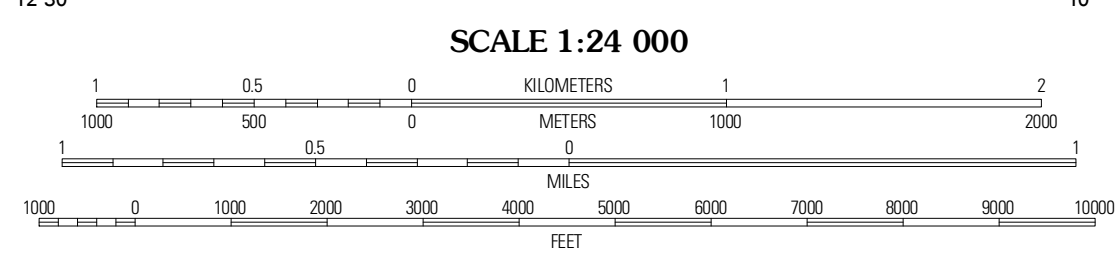 12'30" 10'
SCALE 1:24 000
1 0.5 0 KILOMETERS 1 2
1000 500 0 METERS 1000 2000
1 0.5 0 1
MILES
1000 0 1000 2000 3000 4000 5000 6000 7000 8000 9000 10000
FEET